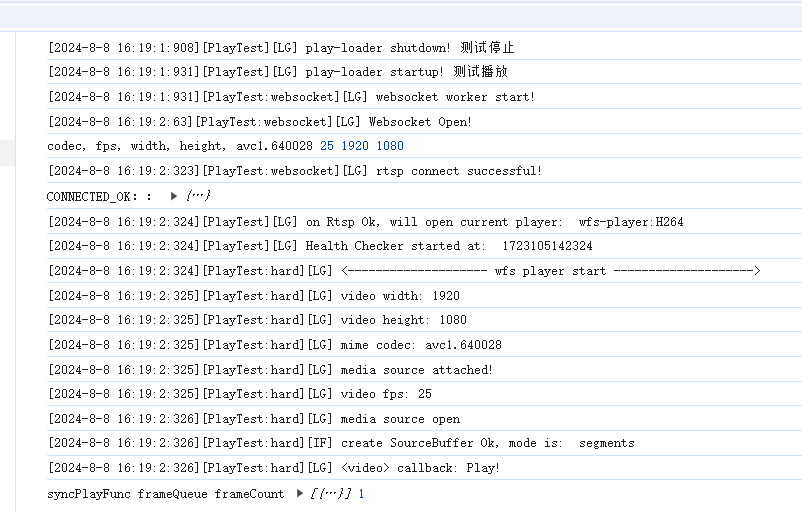 [2024-8-8 16:19:1:908][PlayTest][LG] play-loader shutdown! 测试停止
[2024-8-8 16:19:1:931][PlayTest][LG] play-loader startup! 测试播放
[2024-8-8 16:19:1:931][PlayTest:websocket][LG] websocket worker start!
[2024-8-8 16:19:2:63][PlayTest:websocket][LG] Websocket Open!
codec, fps, width, height, avc1.640028 25 1920 1080
[2024-8-8 16:19:2:323][PlayTest:websocket][LG] rtsp connect successful!
CONNECTED_OK: : ▶ {…}
[2024-8-8 16:19:2:324][PlayTest][LG] on Rtsp Ok, will open current player: wfs-player:H264
[2024-8-8 16:19:2:324][PlayTest][LG] Health Checker started at: 1723105142324
[2024-8-8 16:19:2:324][PlayTest:hard][LG] <-------------------- wfs player start -------------------->
[2024-8-8 16:19:2:325][PlayTest:hard][LG] video width: 1920
[2024-8-8 16:19:2:325][PlayTest:hard][LG] video height: 1080
[2024-8-8 16:19:2:325][PlayTest:hard][LG] mime codec: avc1.640028
[2024-8-8 16:19:2:325][PlayTest:hard][LG] media source attached!
[2024-8-8 16:19:2:325][PlayTest:hard][LG] video fps: 25
[2024-8-8 16:19:2:326][PlayTest:hard][LG] media source open
[2024-8-8 16:19:2:326][PlayTest:hard][IF] create SourceBuffer Ok, mode is: segments
[2024-8-8 16:19:2:326][PlayTest:hard][LG] <video> callback: Play!
syncPlayFunc frameQueue frameCount ▶ [{…}] 1